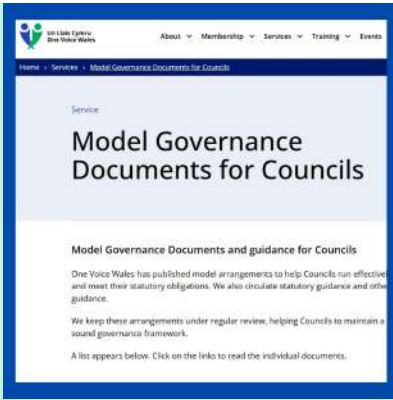 Un Llais Cymru
One Voice Wales
About Membership Services Training Events
Home › Services › Model Governance Documents for Councils
Service
Model Governance
Documents for Councils
Model Governance Documents and guidance for Councils
One Voice Wales has published model arrangements to help Councils run effective
and meet their statutory obligations. We also circulate statutory guidance and othe
guidance.
We keep these arrangements under regular review, helping Councils to maintain a
sound governance framework.
A list appears below. Click on the links to read the individual documents.